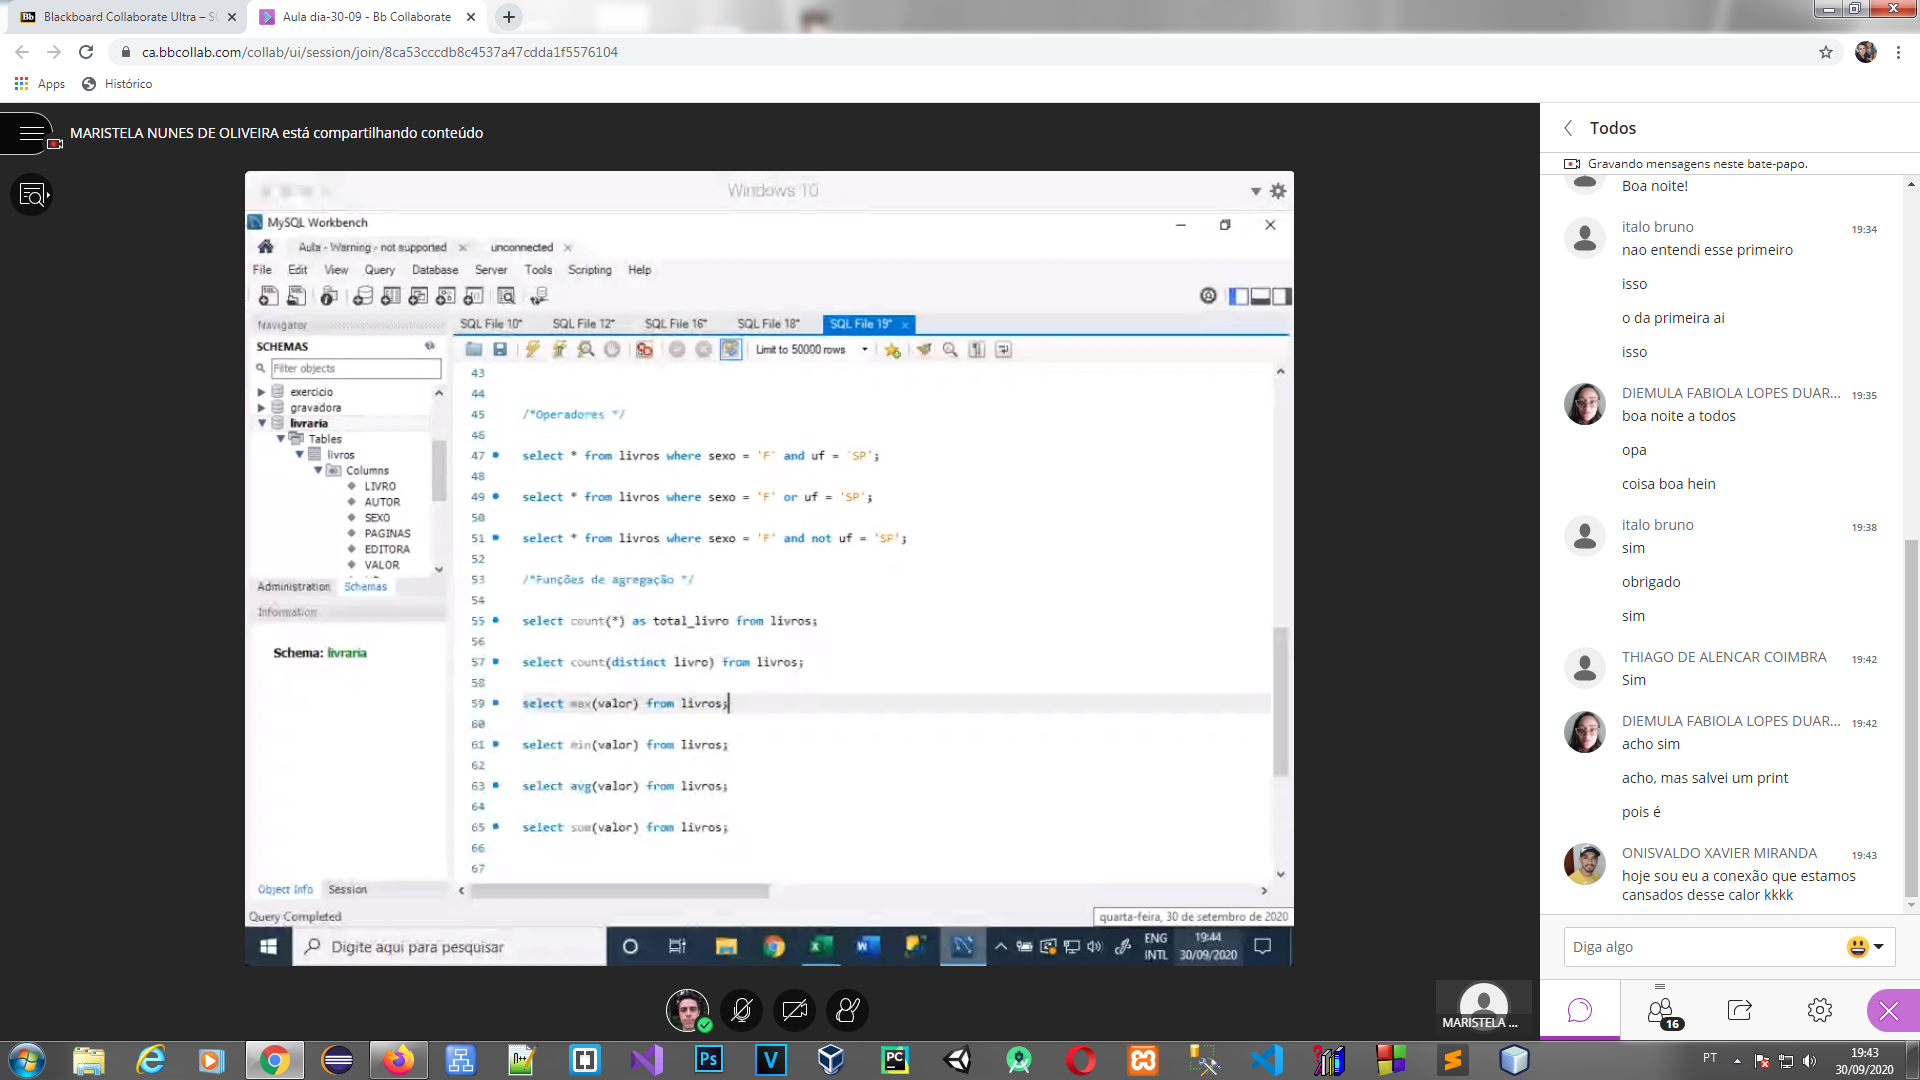 Blackboard Collaborate Ultra – S
Aula dia-30-09 - Bb Collaborate
ca.bbcollab.com/collab/ui/session/join/8ca53cccdb8c4537a47cdda1f5576104
Apps
Histórico
MARISTELA NUNES DE OLIVEIRA está compartilhando conteúdo
Windows 10
MySQL Workbench
Aula - Warning - not supported
unconnected
File Edit View Query Database Server Tools Scripting Help
Navigator
SQL File 10*
SQL File 12*
SQL File 16*
SQL File 18*
SQL File 19*
SCHEMAS
Limit to 50000 rows
Filter objects
exercicio
gravadora
livraria
Tables
livros
Columns
LIVRO
AUTOR
SEXO
PAGINAS
EDITORA
VALOR
Administration Schemas
Information
Schema: livraria
Object Info Session
43
44
45 /*Operadores */
46
47 select * from livros where sexo = 'F' and uf = 'SP';
48
49 select * from livros where sexo = 'F' or uf = 'SP';
50
51 select * from livros where sexo = 'F' and not uf = 'SP';
52
53 /*Funções de agregação */
54
55 select count(*) as total_livro from livros;
56
57 select count(distinct livro) from livros;
58
59 select max(valor) from livros;
60
61 select min(valor) from livros;
62
63 select avg(valor) from livros;
64
65 select sum(valor) from livros;
66
67
Query Completed
quarta-feira, 30 de setembro de 2020
Digite aqui para pesquisar
ENG
INTL
19:44
30/09/2020
MARISTELA ...
Todos
Gravando mensagens neste bate-papo.
Boa noite!
italo bruno 19:34
nao entendi esse primeiro
isso
o da primeira ai
isso
DIEMULA FABIOLA LOPES DUAR... 19:35
boa noite a todos
opa
coisa boa hein
italo bruno 19:38
sim
obrigado
sim
THIAGO DE ALENCAR COIMBRA 19:42
Sim
DIEMULA FABIOLA LOPES DUAR... 19:42
acho sim
acho, mas salvei um print
pois é
ONISVALDO XAVIER MIRANDA 19:43
hoje sou eu a conexão que estamos
cansados desse calor kkkk
Diga algo
16
PT
19:43
30/09/2020